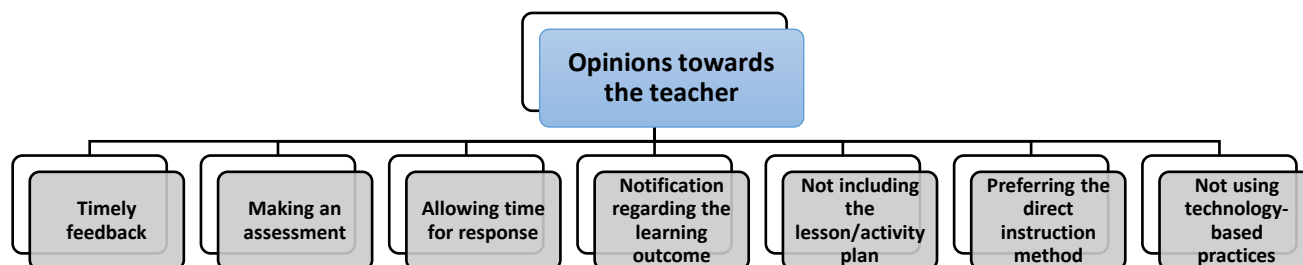 Opinions towards
the teacher
Timely
feedback
Making an
assessment
Allowing time
for response
Notification
regarding the
learning
outcome
Not including
the
lesson/activity
plan
Preferring the
direct
instruction
method
Not using
technology-
based
practices